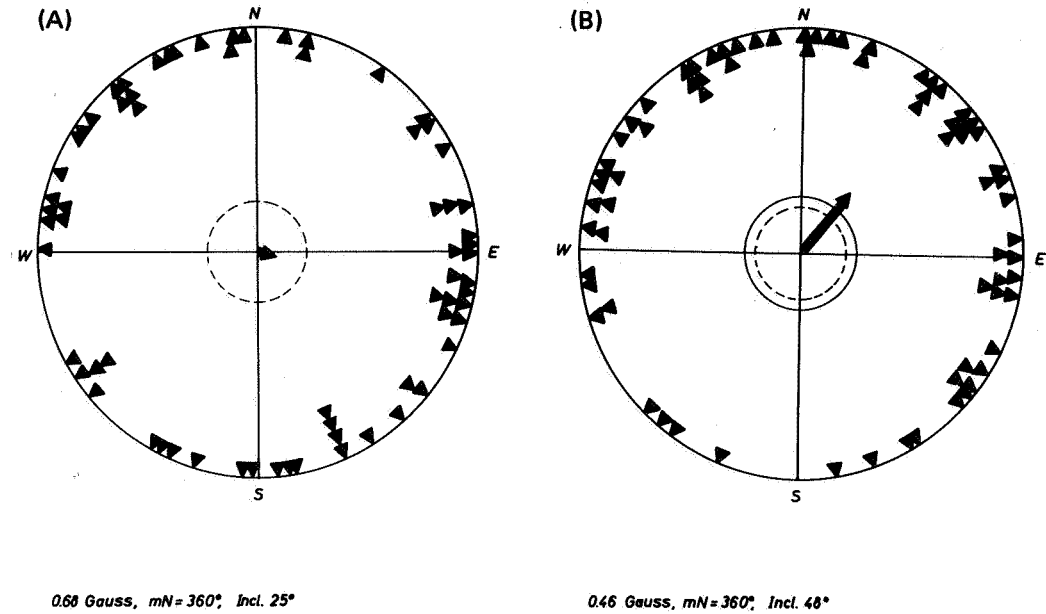 (A)
(B)
N
N
W
E
W
E
S
S
0.68 Gauss, mN = 360°, Incl. 25°
0.46 Gauss, mN = 360°, Incl. 48°